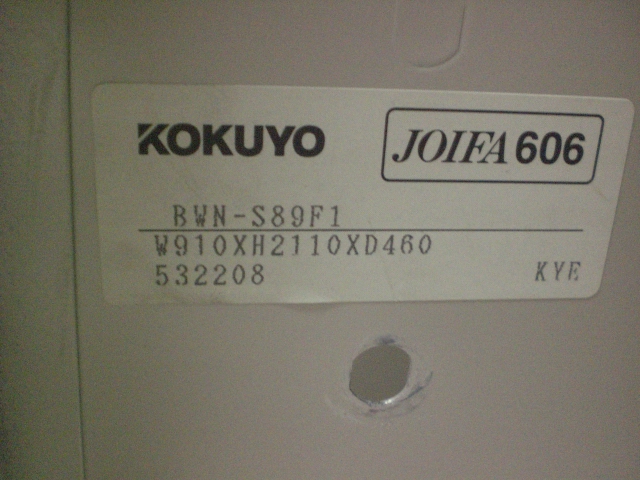 KOKUYO
JOIFA 606
BWN-S89F1
W910XH2110XD460
532208
KYE